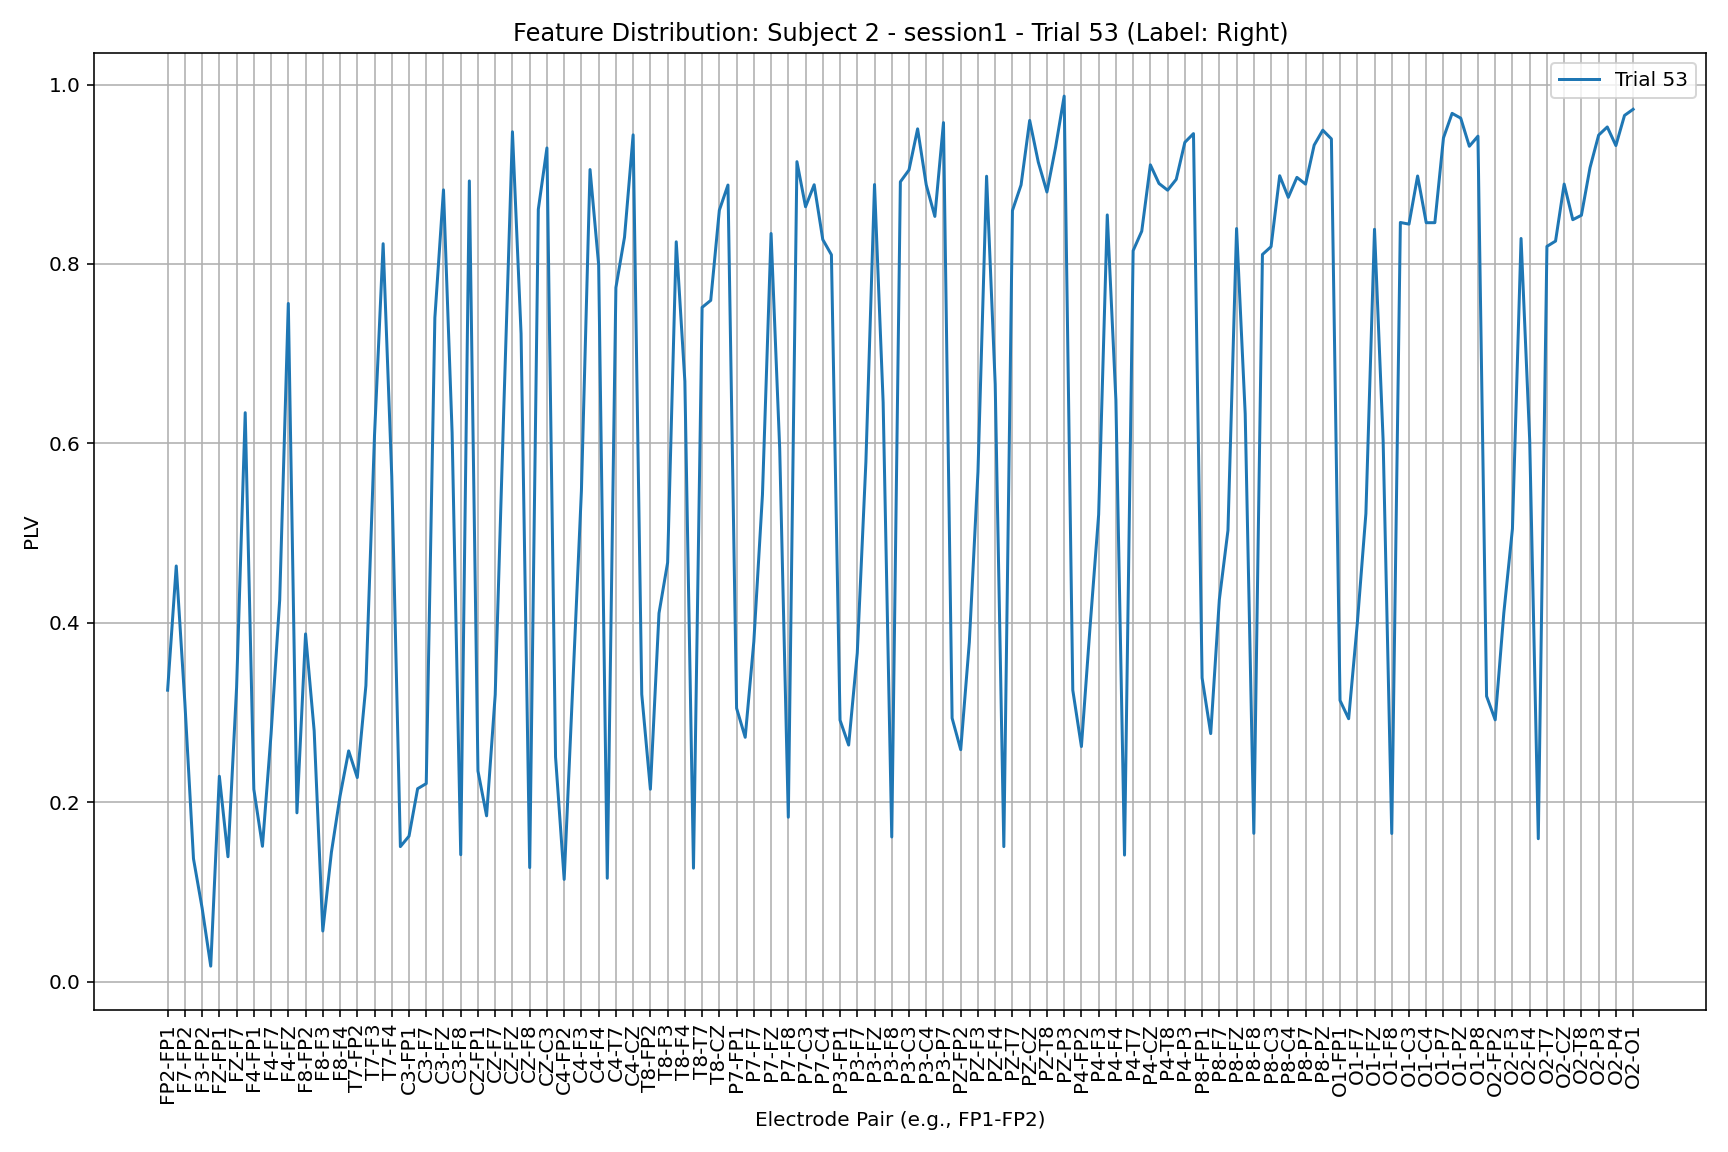 Feature Distribution: Subject 2 - session1 - Trial 53 (Label: Right)
Trial 53
PLV
1.0
0.8
0.6
0.4
0.2
0.0
FP2-FP1
F7-FP2
F3-FP2
FZ-FP1
FZ-F7
F4-FP1
F4-F7
F4-FZ
F8-FP2
F8-F3
F8-F4
T7-FP2
T7-F3
T7-F4
C3-FP1
C3-F7
C3-FZ
C3-F8
CZ-FP1
CZ-F7
CZ-FZ
CZ-F8
CZ-C3
C4-FP2
C4-F3
C4-F4
C4-T7
C4-CZ
T8-FP2
T8-F3
T8-F4
T8-T7
T8-CZ
P7-FP1
P7-F7
P7-FZ
P7-F8
P7-C3
P7-C4
P3-FP1
P3-F7
P3-FZ
P3-F8
P3-C3
P3-C4
P3-P7
PZ-FP2
PZ-F3
PZ-F4
PZ-T7
PZ-CZ
PZ-T8
PZ-P3
P4-FP2
P4-F3
P4-F4
P4-T7
P4-CZ
P4-T8
P4-P3
P8-FP1
P8-F7
P8-FZ
P8-F8
P8-C3
P8-C4
P8-P7
P8-PZ
O1-FP1
O1-F7
O1-FZ
O1-F8
O1-C3
O1-C4
O1-P7
O1-PZ
O1-P8
O2-FP2
O2-F3
O2-F4
O2-T7
O2-CZ
O2-T8
O2-P3
O2-P4
O2-O1
Electrode Pair (e.g., FP1-FP2)